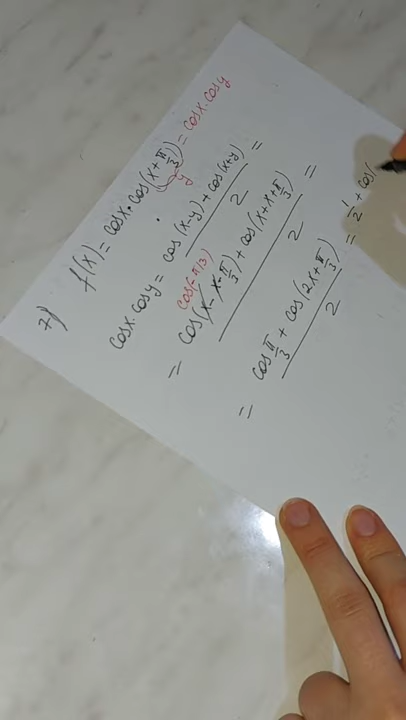 7) f(x) = cosx · cos(x + π/3) = cosx · cosy
y
cosx · cosy = (cos(x-y) + cos(x+y))/2 =
cos(-π/3)
= (cos(x - x - π/3) + cos(x + x + π/3))/2 =
= (cos π/3 + cos(2x + π/3))/2 = 1/2 + cos(